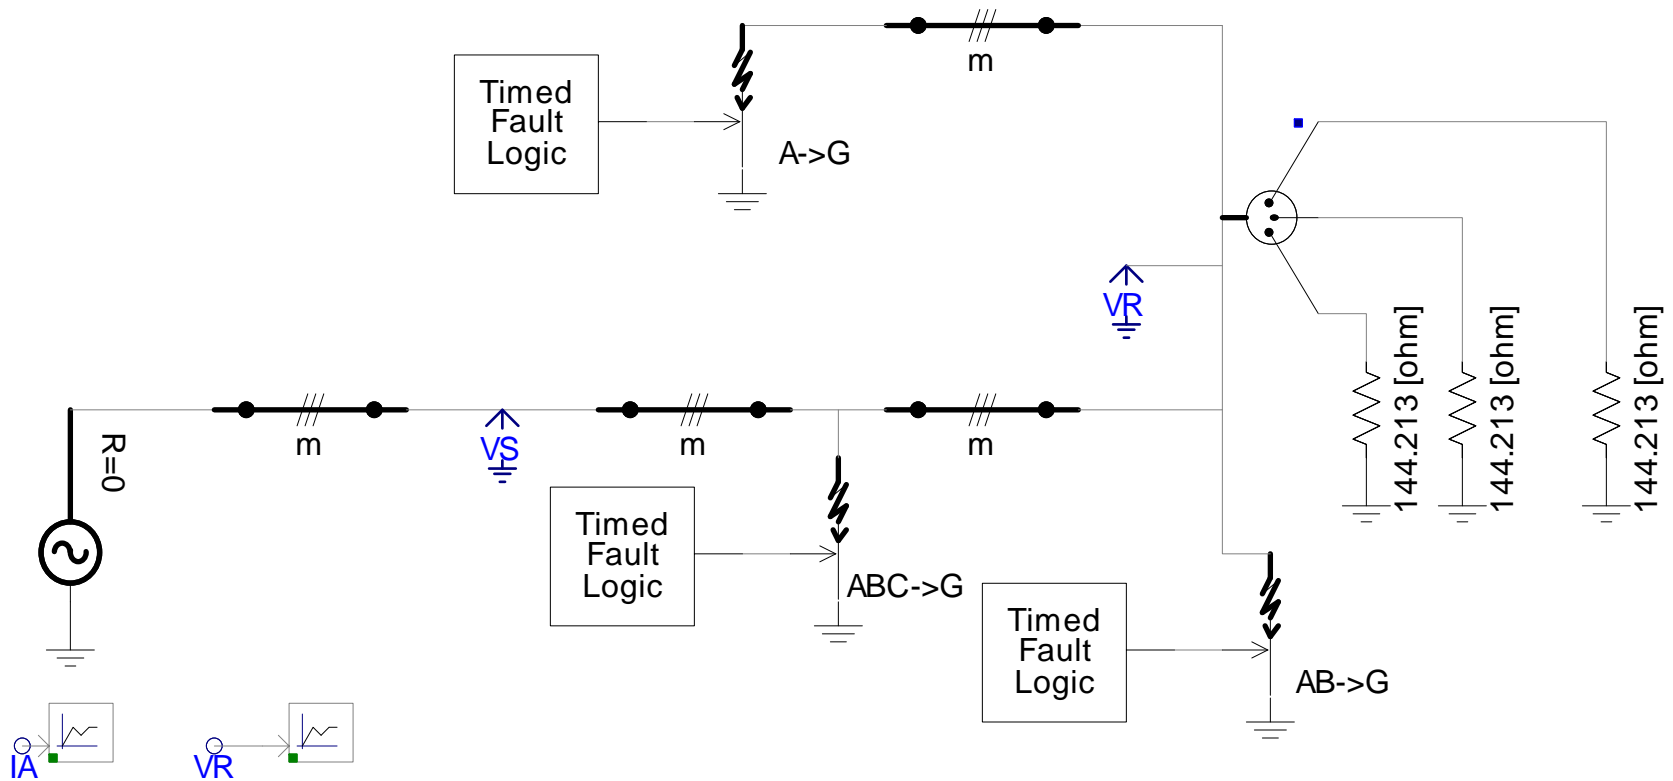 m
Timed
Fault
Logic
A->G
VR
144.213 [ohm]
144.213 [ohm]
144.213 [ohm]
R=0
m
VS
m
m
Timed
Fault
Logic
ABC->G
Timed
Fault
Logic
AB->G
IA
VR